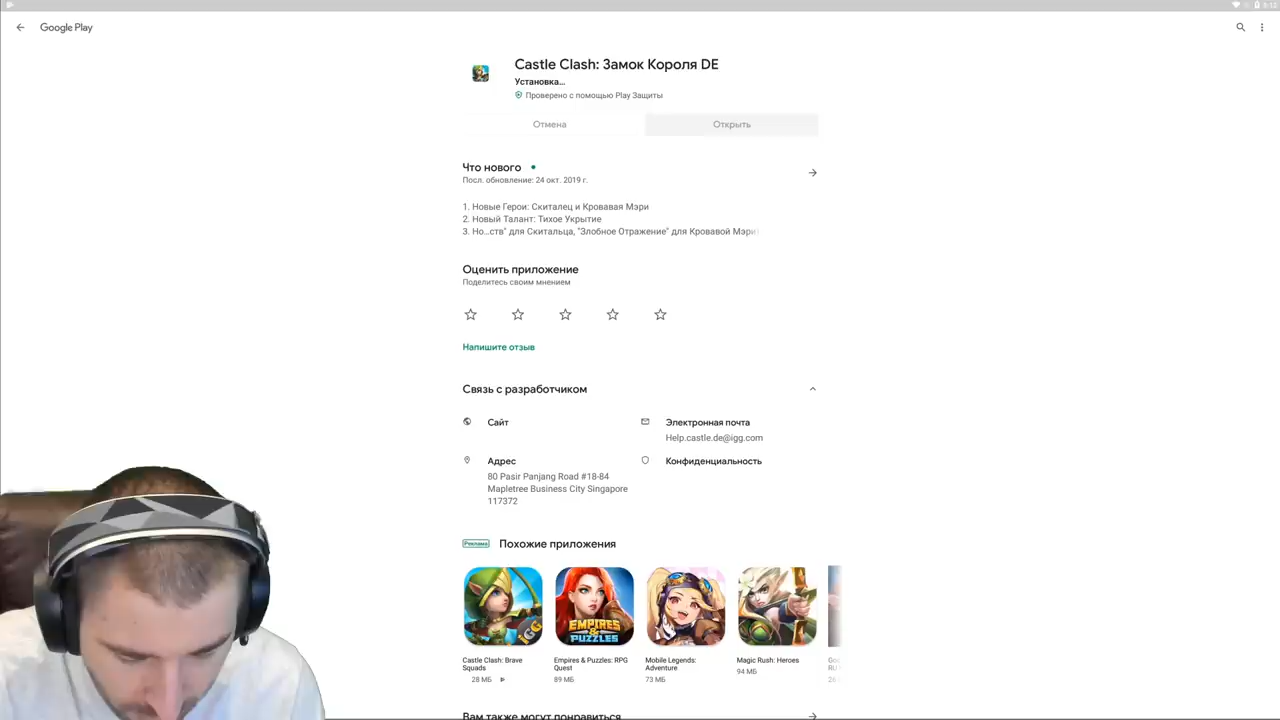 8:12
Google Play
Castle Clash: Замок Короля DE
Установка…
Проверено с помощью Play Защиты
Отмена
Открыть
Что нового
Посл. обновление: 24 окт. 2019 г.
1. Новые Герои: Скиталец и Кровавая Мэри
2. Новый Талант: Тихое Укрытие
3. Но…ств" для Скитальца, "Злобное Отражение" для Кровавой Мэри
Оценить приложение
Поделитесь своим мнением
Напишите отзыв
Связь с разработчиком
Сайт
Электронная почта
Help.castle.de@igg.com
Адрес
Конфиденциальность
80 Pasir Panjang Road #18-84
Mapletree Business City Singapore
117372
Реклама
Похожие приложения
IGG
EMPIRES
& PUZZLES
Castle Clash: Brave
Squads
28 МБ
Empires & Puzzles: RPG
Quest
89 МБ
Mobile Legends:
Adventure
73 МБ
Magic Rush: Heroes
94 МБ
Вам также могут понравиться